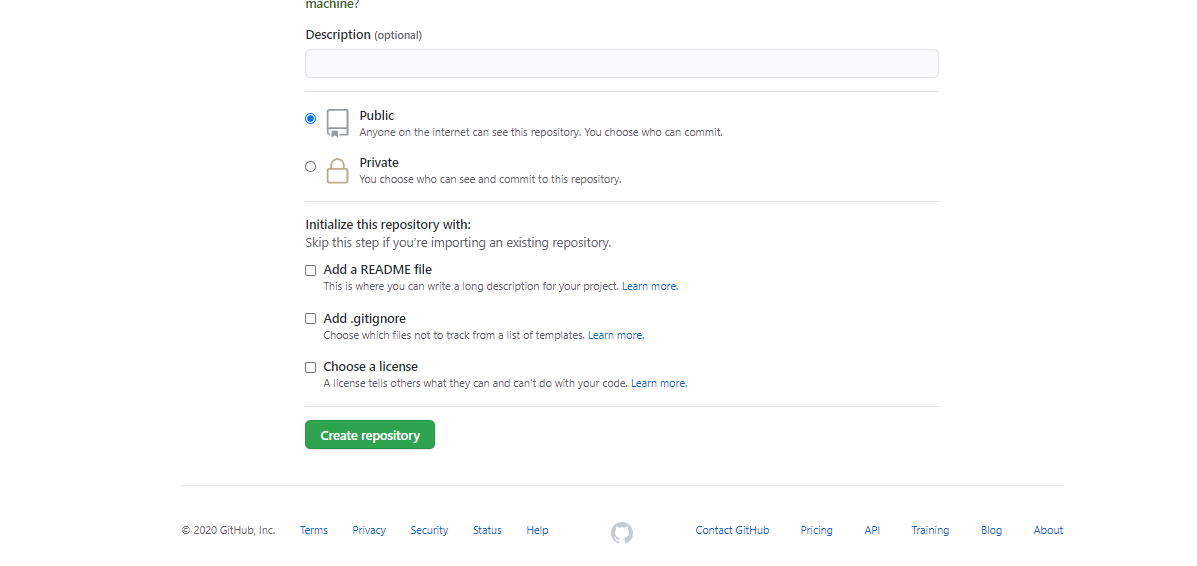 machine?
Description (optional)
Public
Anyone on the internet can see this repository. You choose who can commit.
Private
You choose who can see and commit to this repository.
Initialize this repository with:
Skip this step if you're importing an existing repository.
Add a README file
This is where you can write a long description for your project. Learn more.
Add .gitignore
Choose which files not to track from a list of templates. Learn more.
Choose a license
A license tells others what they can and can't do with your code. Learn more.
Create repository
© 2020 GitHub, Inc. Terms Privacy Security Status Help Contact GitHub Pricing API Training Blog About